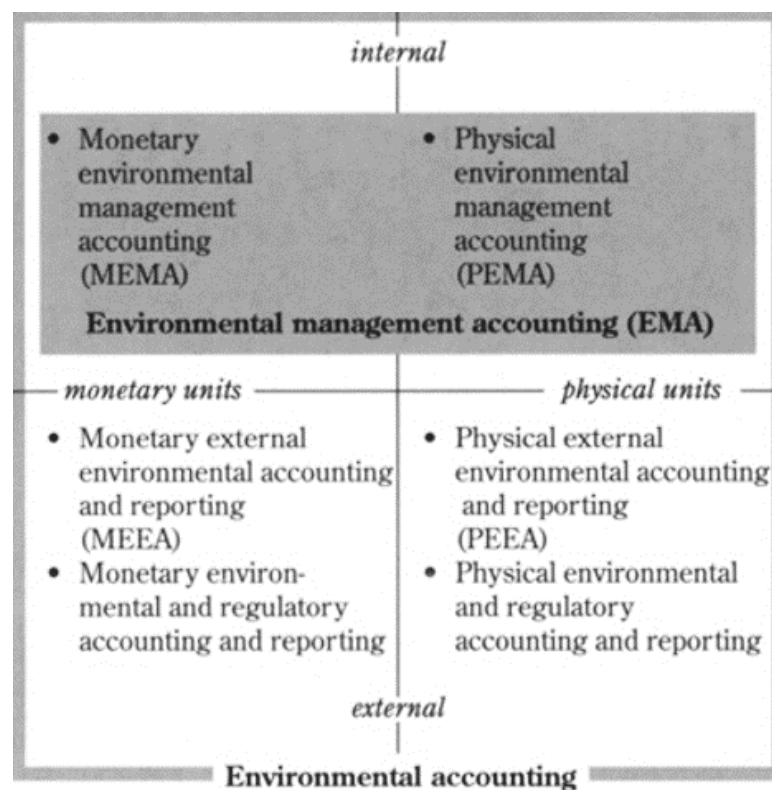 internal
• Monetary
environmental
management
accounting
(MEMA)
• Physical
environmental
management
accounting
(PEMA)
Environmental management accounting (EMA)
monetary units
physical units
• Monetary external
environmental accounting
and reporting
(MEEA)
• Monetary environ-
mental and regulatory
accounting and reporting
• Physical external
environmental accounting
and reporting
(PEEA)
• Physical environmental
and regulatory
accounting and reporting
external
Environmental accounting